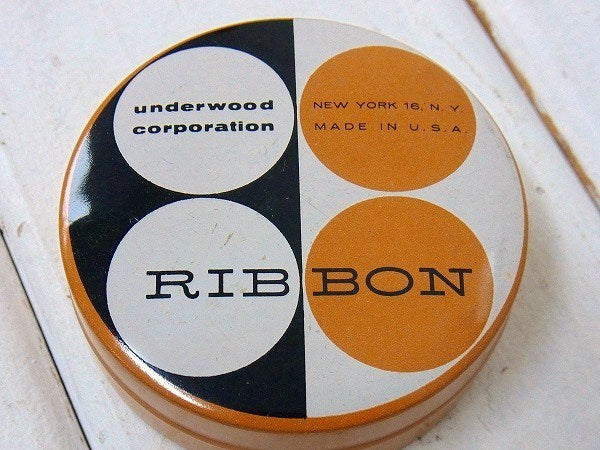 underwood
corporation
NEW YORK 16, N. Y.
MADE IN U. S. A.
RIBBON